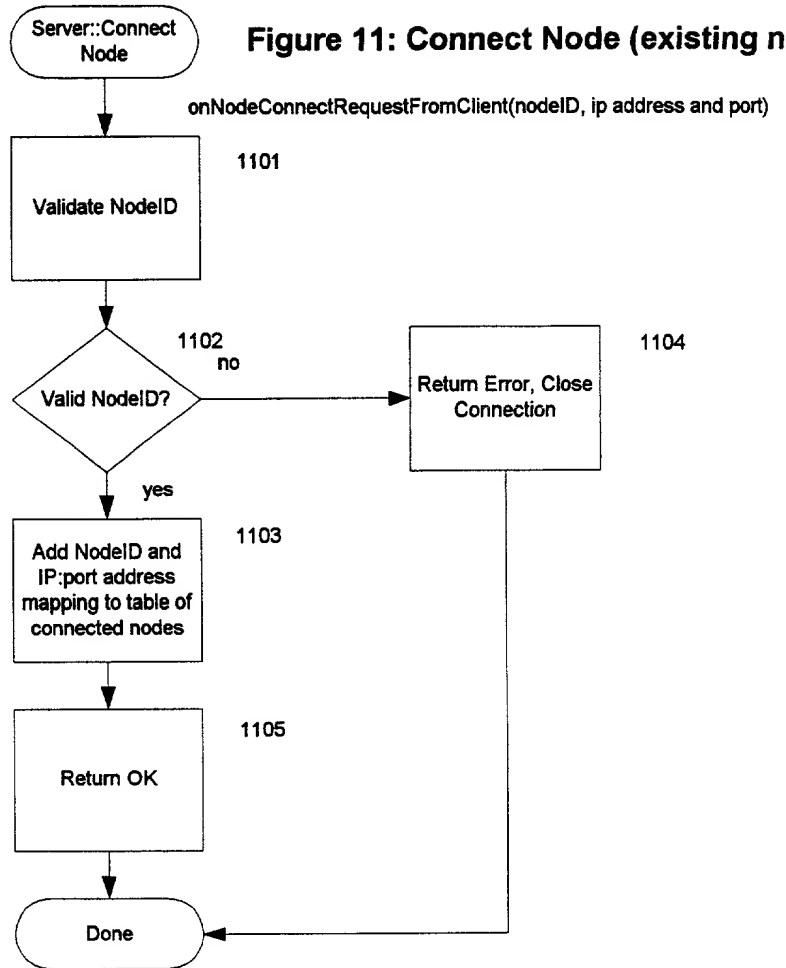 Server::Connect
Node
Figure 11: Connect Node (existing n
onNodeConnectRequestFromClient(nodeID, ip address and port)
1101
Validate NodeID
1102
no
Valid NodeID?
1104
Return Error, Close
Connection
yes
1103
Add NodeID and
IP:port address
mapping to table of
connected nodes
1105
Return OK
Done